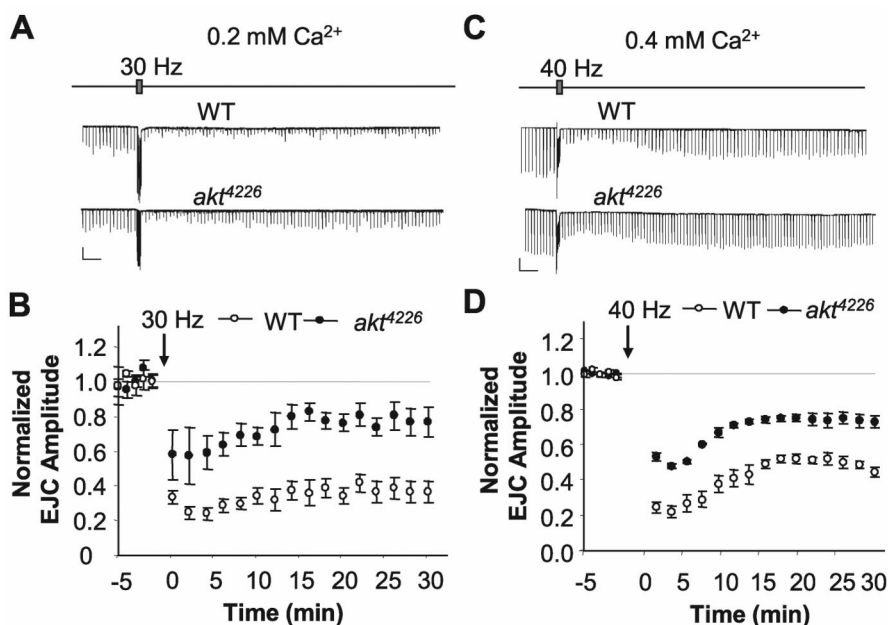 A
0.2 mM Ca²⁺
30 Hz
WT
akt⁴²²⁶
C
0.4 mM Ca²⁺
40 Hz
WT
akt⁴²²⁶
B
30 Hz
WT
akt⁴²²⁶
Normalized
EJC Amplitude
1.2
1.0
0.8
0.6
0.4
0.2
0
-5 0 5 10 15 20 25 30
Time (min)
D
40 Hz
WT
akt⁴²²⁶
Normalized
EJC Amplitude
1.2
1.0
0.8
0.6
0.4
0.2
0.0
-5 0 5 10 15 20 25 30
Time (min)